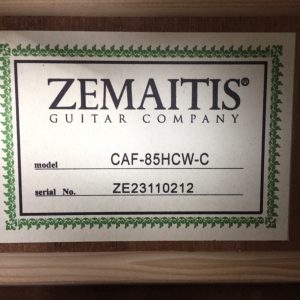 ZEMAITIS®
GUITAR COMPANY
model CAF-85HCW-C
serial No. ZE23110212